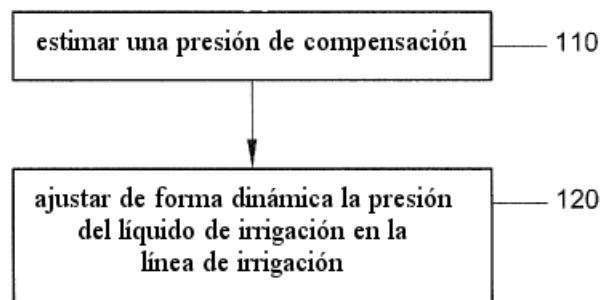 estimar una presión de compensación
110
ajustar de forma dinámica la presión
120
del líquido de irrigación en la
línea de irrigación